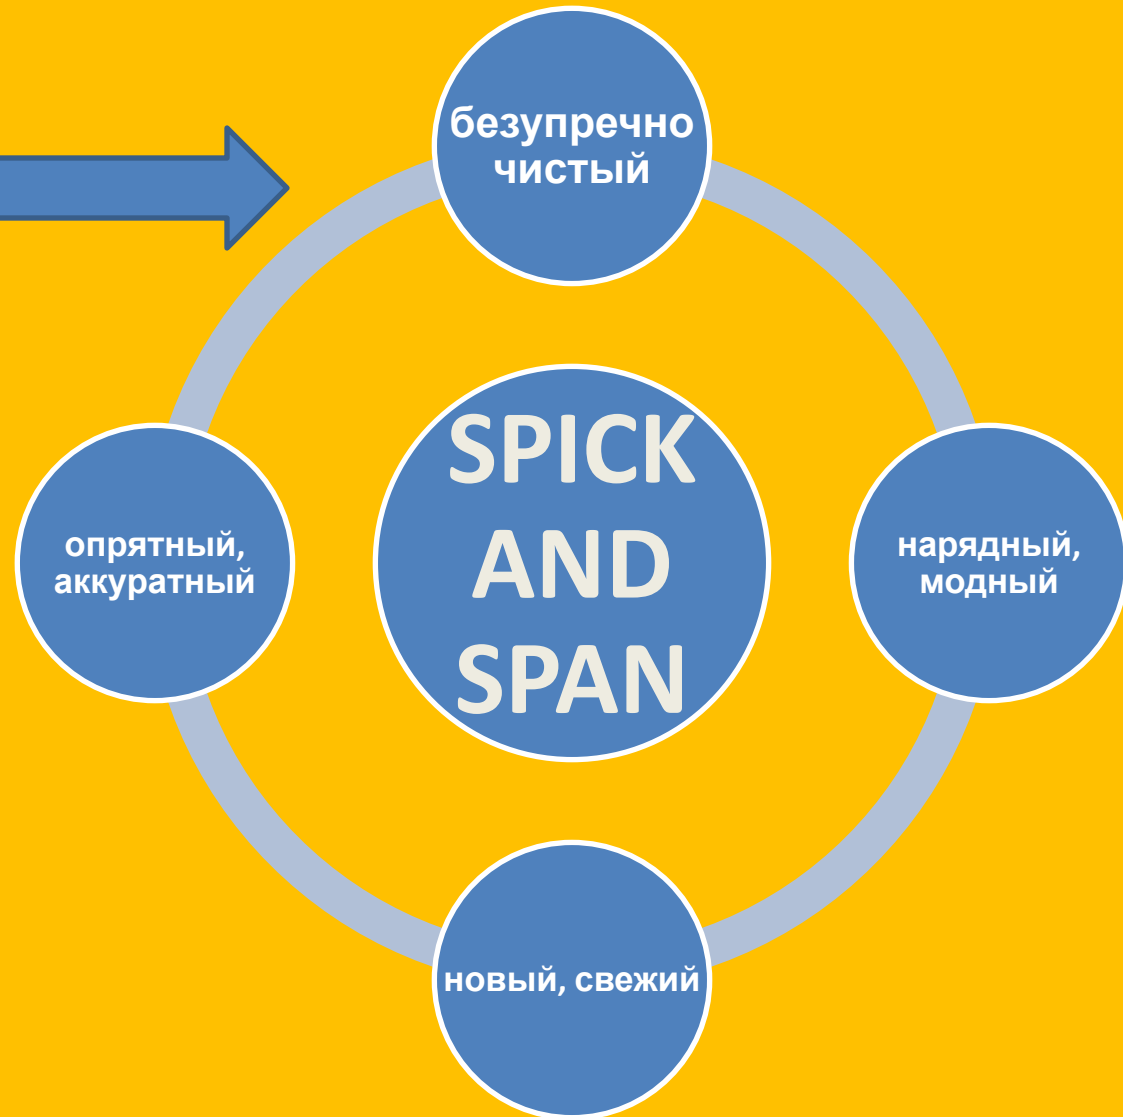 безупречно
чистый
SPICK
AND
SPAN
опрятный,
аккуратный
нарядный,
модный
новый, свежий